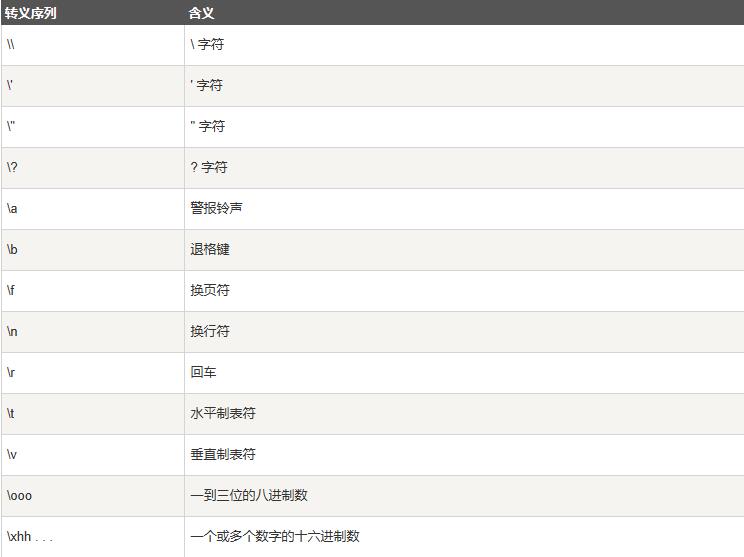 转义序列 含义
\\ \ 字符
\' ' 字符
\" " 字符
\? ? 字符
\a 警报铃声
\b 退格键
\f 换页符
\n 换行符
\r 回车
\t 水平制表符
\v 垂直制表符
\ooo 一到三位的八进制数
\xhh . . . 一个或多个数字的十六进制数